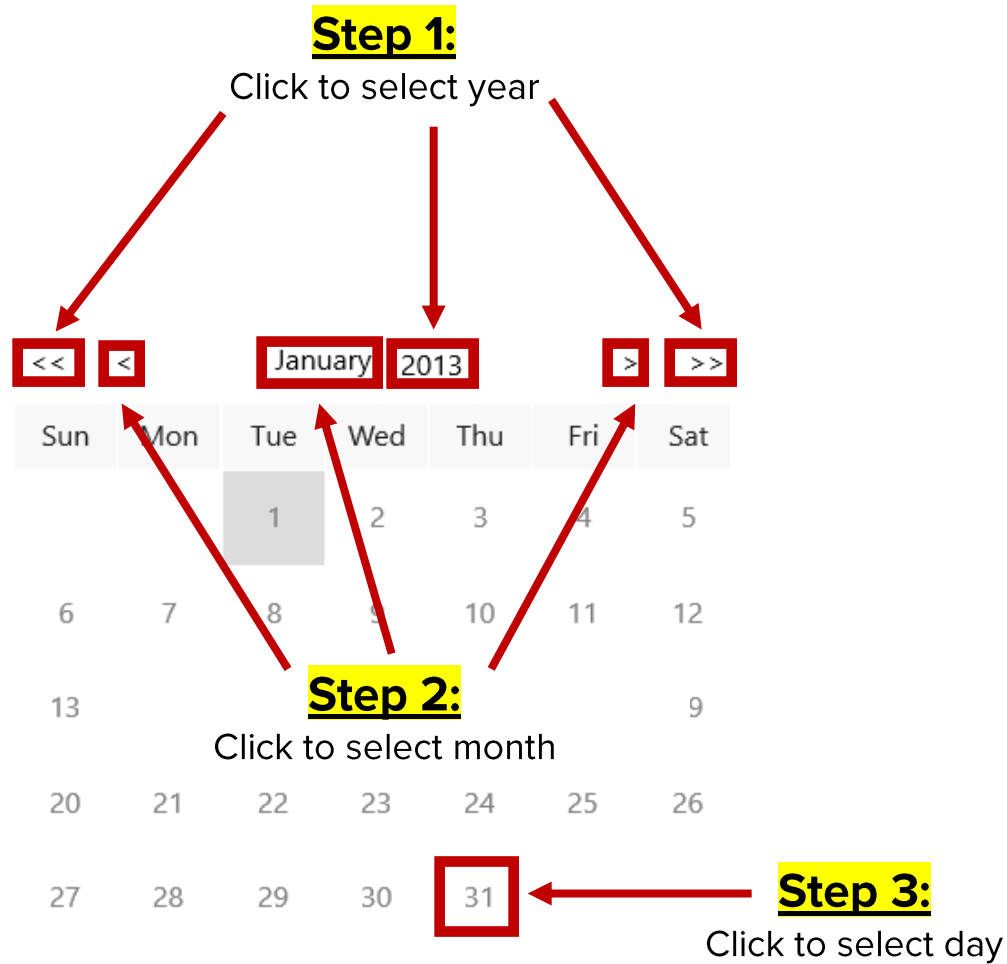 Step 1:
Click to select year
<< < January 2013 > >>
Sun Mon Tue Wed Thu Fri Sat
1 2 3 4 5
6 7 8 9 10 11 12
13 9
Step 2:
Click to select month
20 21 22 23 24 25 26
27 28 29 30 31
Step 3:
Click to select day